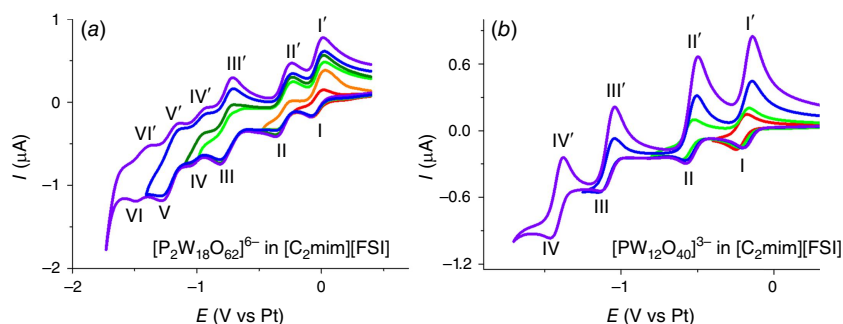 (a)
1
0
−1
−2
I (μA)
I′
II′
III′
IV′
V′
VI′
I
II
III
IV
V
VI
[P2W18O62]6− in [C2mim][FSI]
−2
−1
0
E (V vs Pt)
(b)
0.6
0.0
−0.6
−1.2
I (μA)
I′
II′
III′
IV′
I
II
III
IV
[PW12O40]3− in [C2mim][FSI]
−1
0
E (V vs Pt)